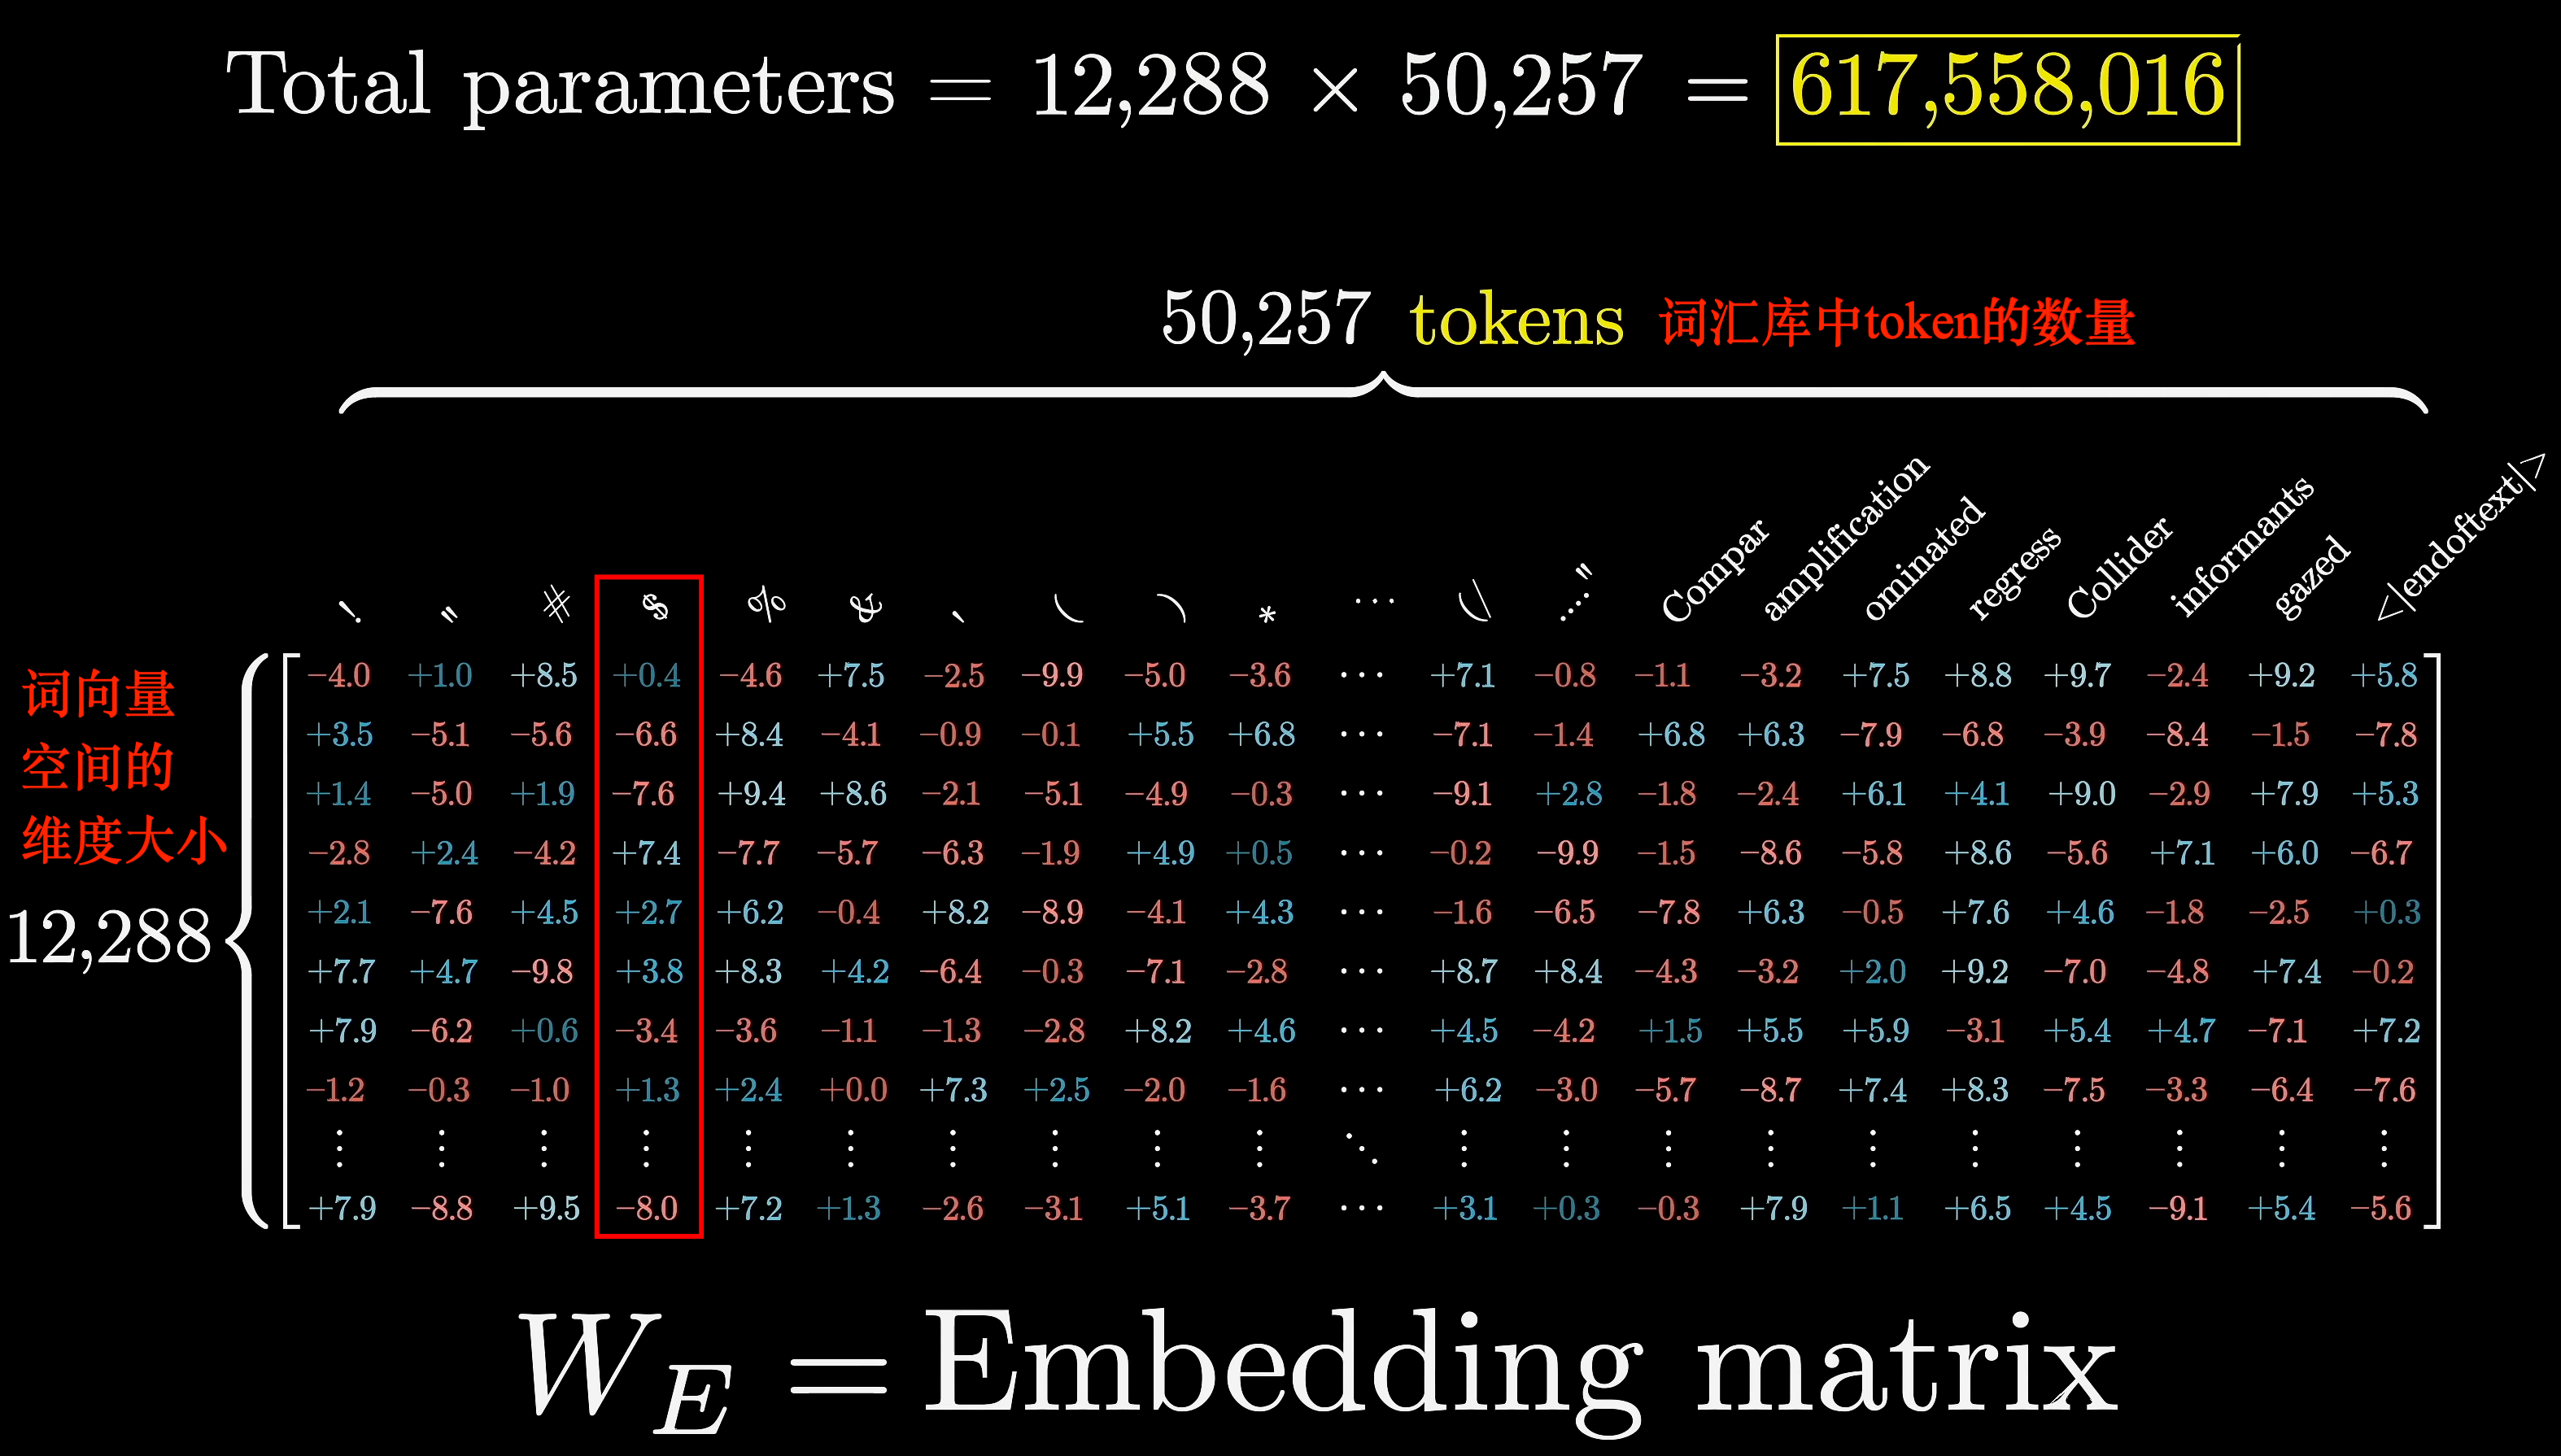 Total parameters = 12,288 × 50,257 = 617,558,016
50,257 tokens 词汇库中token的数量
! " # $ % & ' ( ) * ⋯ (/ ...." Compar amplification ominated regress Collider informants gazed <|endoftext|>
词向量
空间的
维度大小
12,288
−4.0 +1.0 +8.5 +0.4 −4.6 +7.5 −2.5 −9.9 −5.0 −3.6 ⋯ +7.1 −0.8 −1.1 −3.2 +7.5 +8.8 +9.7 −2.4 +9.2 +5.8
+3.5 −5.1 −5.6 −6.6 +8.4 −4.1 −0.9 −0.1 +5.5 +6.8 ⋯ −7.1 −1.4 +6.8 +6.3 −7.9 −6.8 −3.9 −8.4 −1.5 −7.8
+1.4 −5.0 +1.9 −7.6 +9.4 +8.6 −2.1 −5.1 −4.9 −0.3 ⋯ −9.1 +2.8 −1.8 −2.4 +6.1 +4.1 +9.0 −2.9 +7.9 +5.3
−2.8 +2.4 −4.2 +7.4 −7.7 −5.7 −6.3 −1.9 +4.9 +0.5 ⋯ −0.2 −9.9 −1.5 −8.6 −5.8 +8.6 −5.6 +7.1 +6.0 −6.7
+2.1 −7.6 +4.5 +2.7 +6.2 −0.4 +8.2 −8.9 −4.1 +4.3 ⋯ −1.6 −6.5 −7.8 +6.3 −0.5 +7.6 +4.6 −1.8 −2.5 +0.3
+7.7 +4.7 −9.8 +3.8 +8.3 +4.2 −6.4 −0.3 −7.1 −2.8 ⋯ +8.7 +8.4 −4.3 −3.2 +2.0 +9.2 −7.0 −4.8 +7.4 −0.2
+7.9 −6.2 +0.6 −3.4 −3.6 −1.1 −1.3 −2.8 +8.2 +4.6 ⋯ +4.5 −4.2 +1.5 +5.5 +5.9 −3.1 +5.4 +4.7 −7.1 +7.2
−1.2 −0.3 −1.0 +1.3 +2.4 +0.0 +7.3 +2.5 −2.0 −1.6 ⋯ +6.2 −3.0 −5.7 −8.7 +7.4 +8.3 −7.5 −3.3 −6.4 −7.6
⋮ ⋮ ⋮ ⋮ ⋮ ⋮ ⋮ ⋮ ⋮ ⋮ ⋱ ⋮ ⋮ ⋮ ⋮ ⋮ ⋮ ⋮ ⋮ ⋮ ⋮
+7.9 −8.8 +9.5 −8.0 +7.2 +1.3 −2.6 −3.1 +5.1 −3.7 ⋯ +3.1 +0.3 −0.3 +7.9 +1.1 +6.5 +4.5 −9.1 +5.4 −5.6
W_E = Embedding matrix